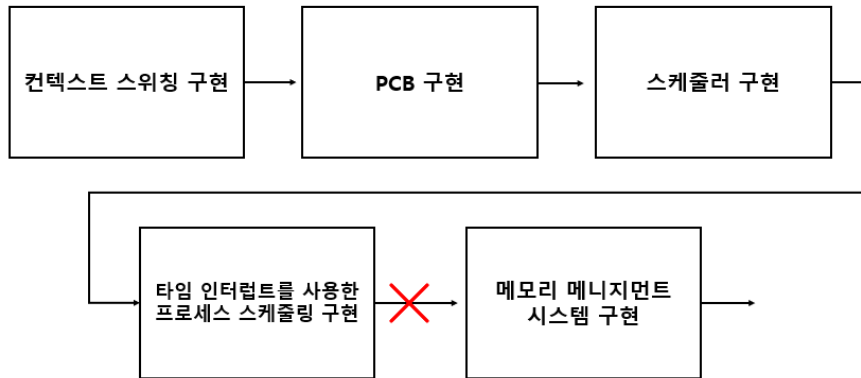 컨텍스트 스위칭 구현
PCB 구현
스케줄러 구현
타임 인터럽트를 사용한
프로세스 스케줄링 구현
메모리 메니지먼트
시스템 구현